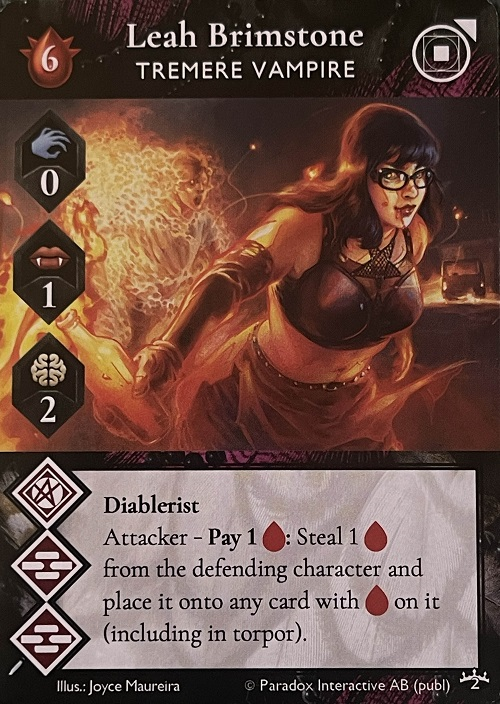 6
Leah Brimstone
TREMERE VAMPIRE
0
1
2
Diablerist
Attacker - Pay 1 : Steal 1
from the defending character and
place it onto any card with on it
(including in torpor).
Illus.: Joyce Maureira
© Paradox Interactive AB (publ)
2